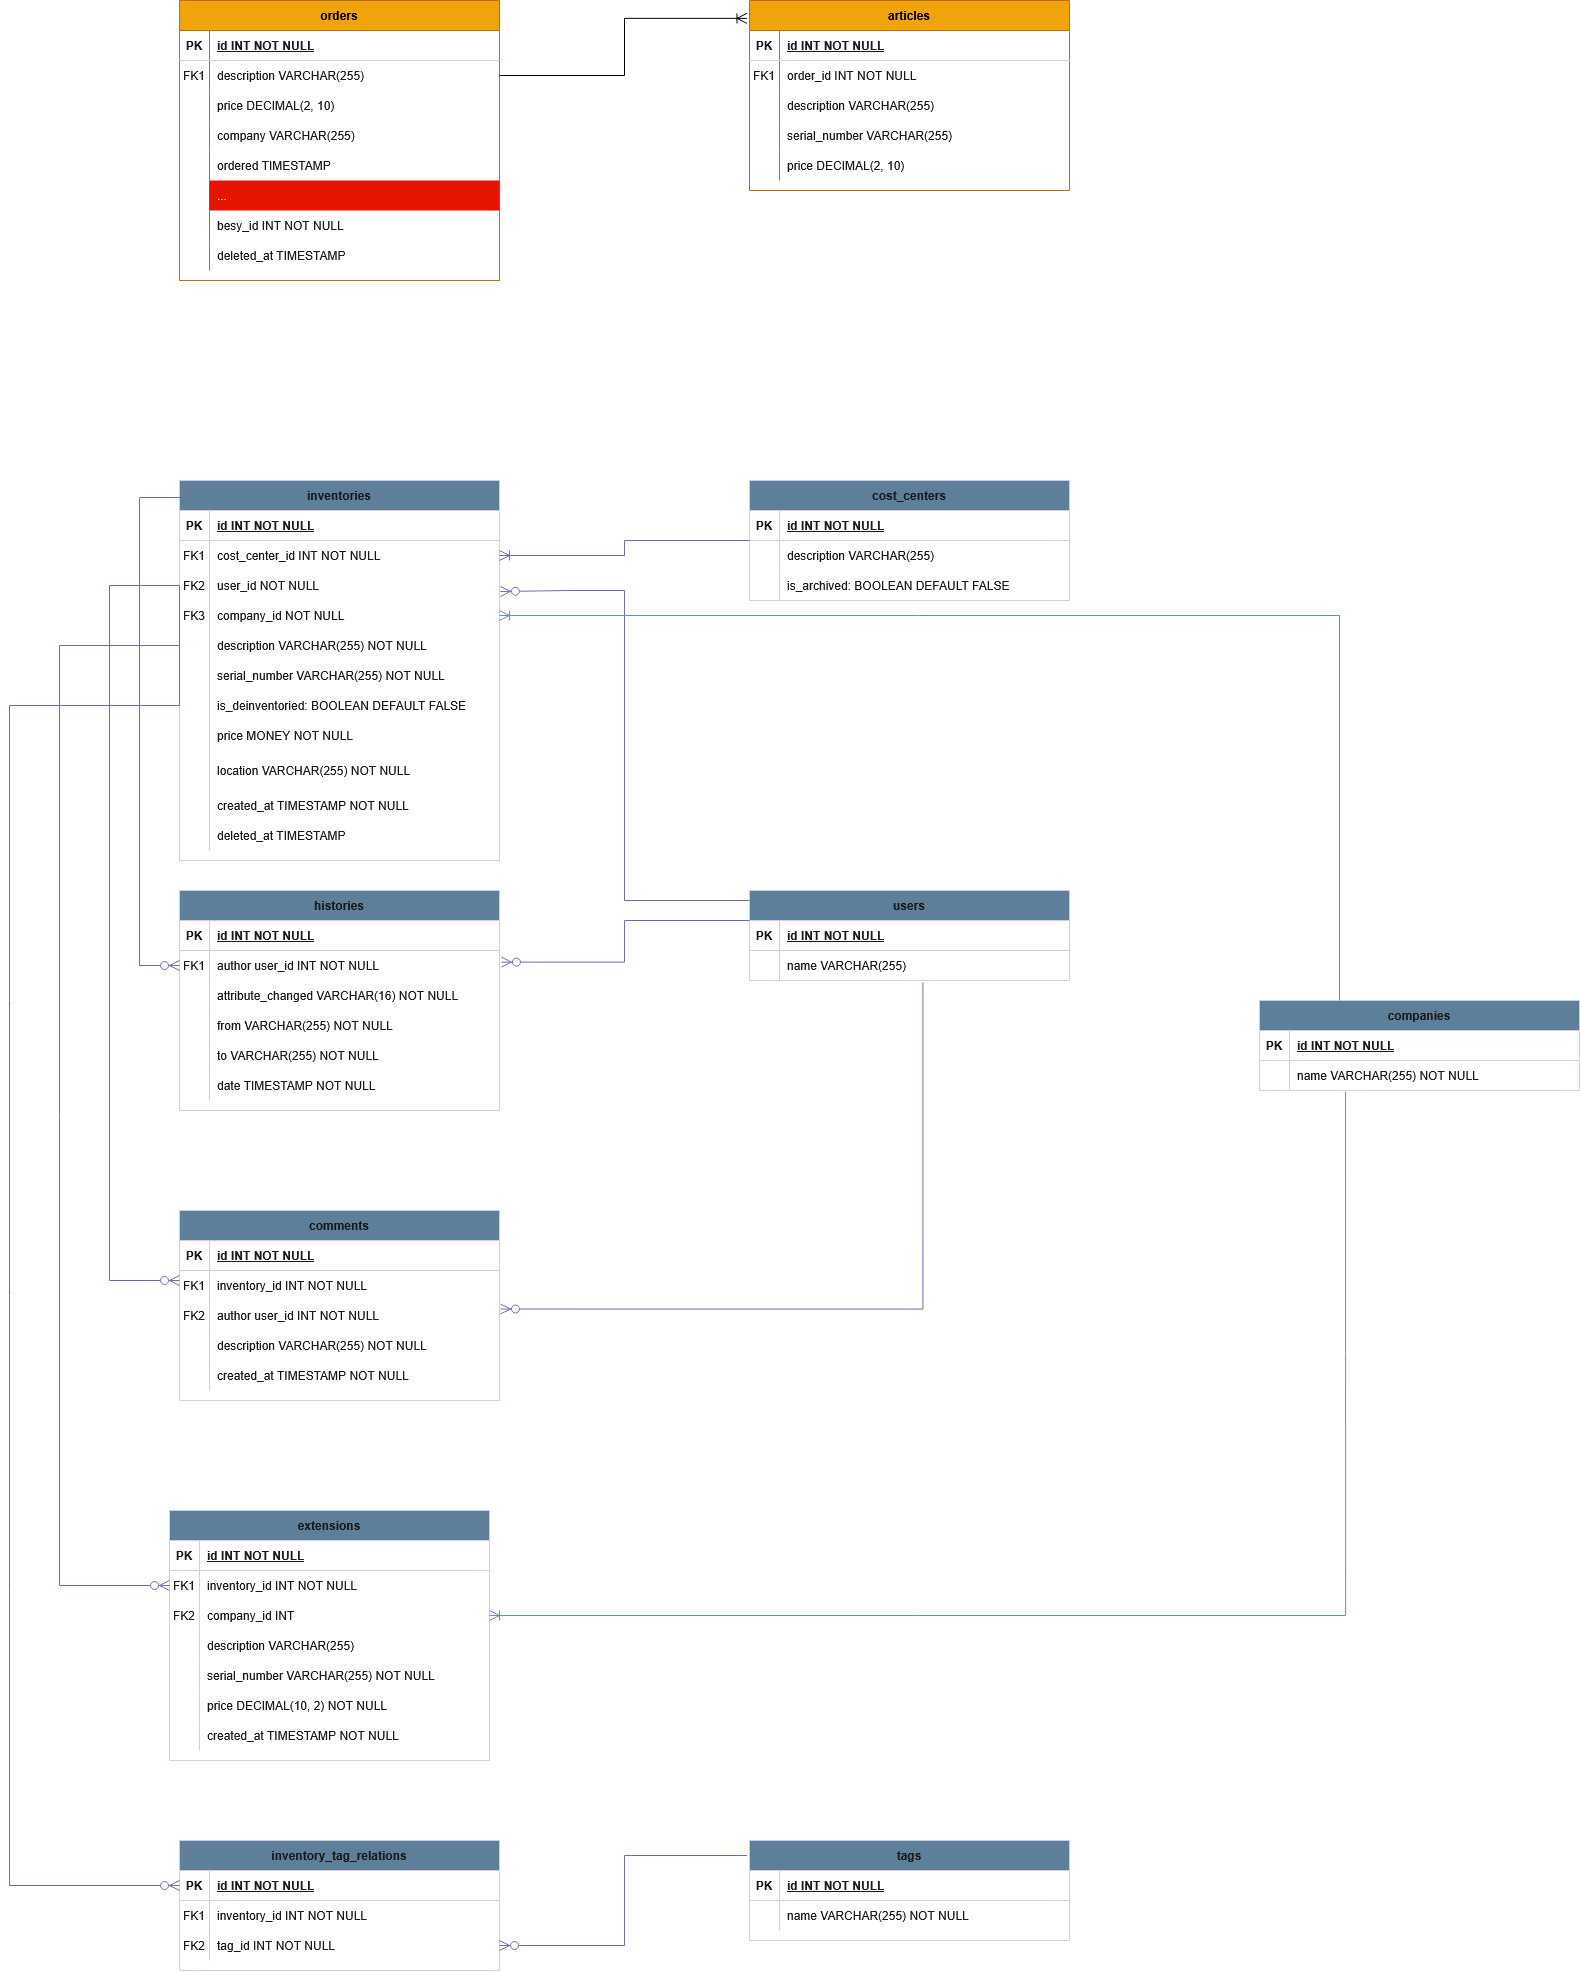 orders
PK id INT NOT NULL
FK1 description VARCHAR(255)
price DECIMAL(2, 10)
company VARCHAR(255)
ordered TIMESTAMP
...
besy_id INT NOT NULL
deleted_at TIMESTAMP
articles
PK id INT NOT NULL
FK1 order_id INT NOT NULL
description VARCHAR(255)
serial_number VARCHAR(255)
price DECIMAL(2, 10)
inventories
PK id INT NOT NULL
FK1 cost_center_id INT NOT NULL
FK2 user_id NOT NULL
FK3 company_id NOT NULL
description VARCHAR(255) NOT NULL
serial_number VARCHAR(255) NOT NULL
is_deinventoried: BOOLEAN DEFAULT FALSE
price MONEY NOT NULL
location VARCHAR(255) NOT NULL
created_at TIMESTAMP NOT NULL
deleted_at TIMESTAMP
cost_centers
PK id INT NOT NULL
description VARCHAR(255)
is_archived: BOOLEAN DEFAULT FALSE
histories
PK id INT NOT NULL
FK1 author user_id INT NOT NULL
attribute_changed VARCHAR(16) NOT NULL
from VARCHAR(255) NOT NULL
to VARCHAR(255) NOT NULL
date TIMESTAMP NOT NULL
users
PK id INT NOT NULL
name VARCHAR(255)
companies
PK id INT NOT NULL
name VARCHAR(255) NOT NULL
comments
PK id INT NOT NULL
FK1 inventory_id INT NOT NULL
FK2 author user_id INT NOT NULL
description VARCHAR(255) NOT NULL
created_at TIMESTAMP NOT NULL
extensions
PK id INT NOT NULL
FK1 inventory_id INT NOT NULL
FK2 company_id INT
description VARCHAR(255)
serial_number VARCHAR(255) NOT NULL
price DECIMAL(10, 2) NOT NULL
created_at TIMESTAMP NOT NULL
inventory_tag_relations
PK id INT NOT NULL
FK1 inventory_id INT NOT NULL
FK2 tag_id INT NOT NULL
tags
PK id INT NOT NULL
name VARCHAR(255) NOT NULL